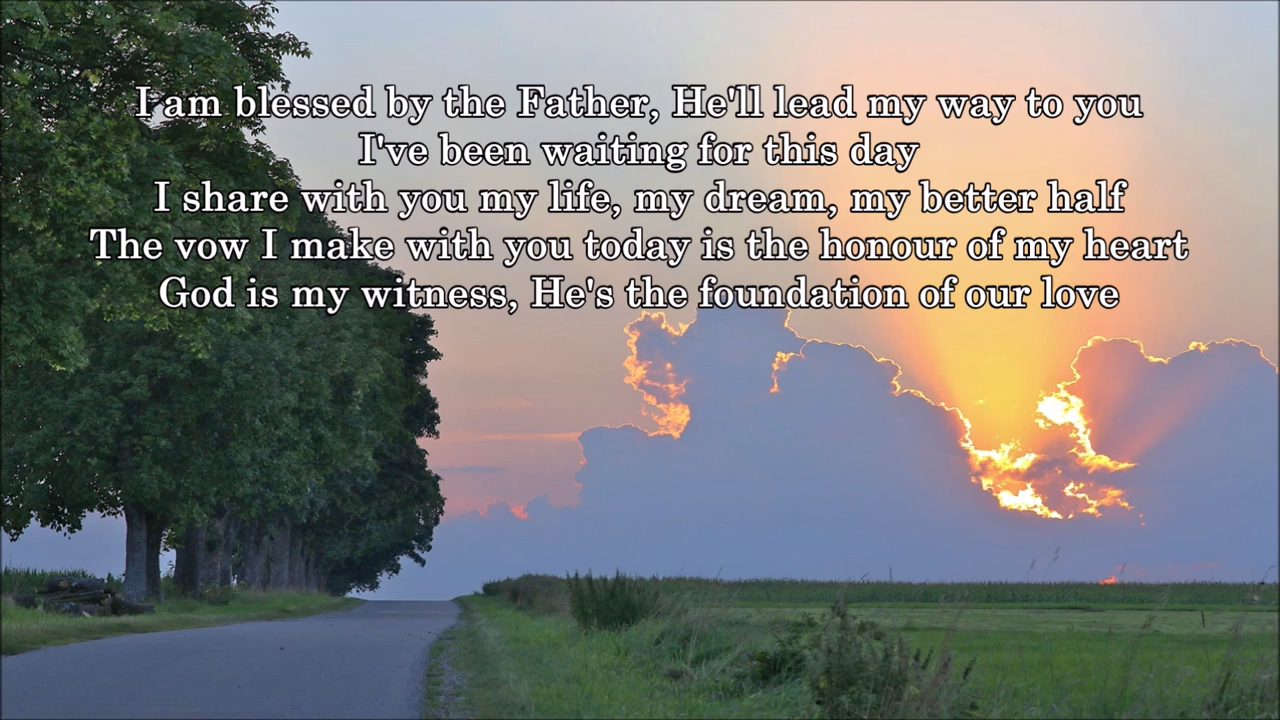 I am blessed by the Father, He'll lead my way to you
I've been waiting for this day
I share with you my life, my dream, my better half
The vow I make with you today is the honour of my heart
God is my witness, He's the foundation of our love